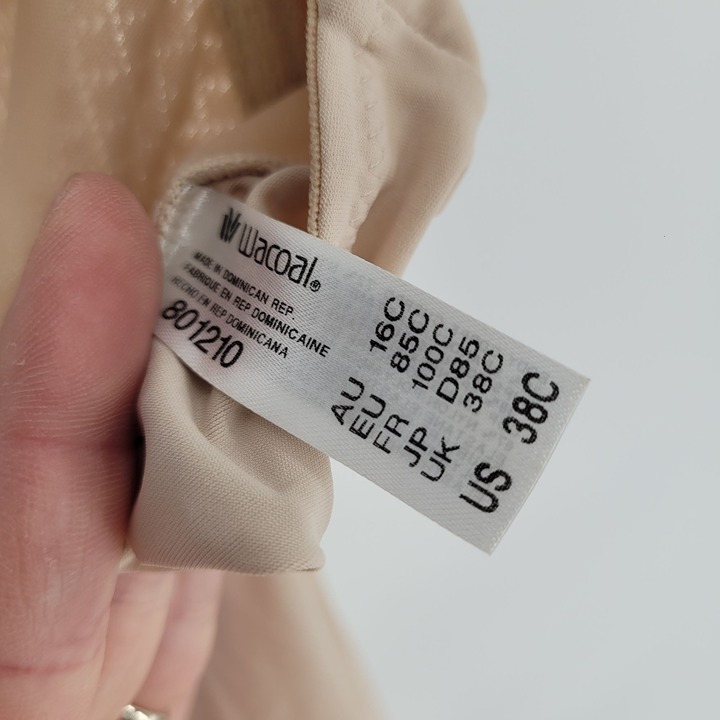 wacoal®
MADE IN DOMINICAN REP.
FABRIQUE EN REP DOMINICAINE
HECHO EN REP DOMINICANA
801210
AU 16C
EU 85C
FR 100C
JP D85
UK 38C
US 38C